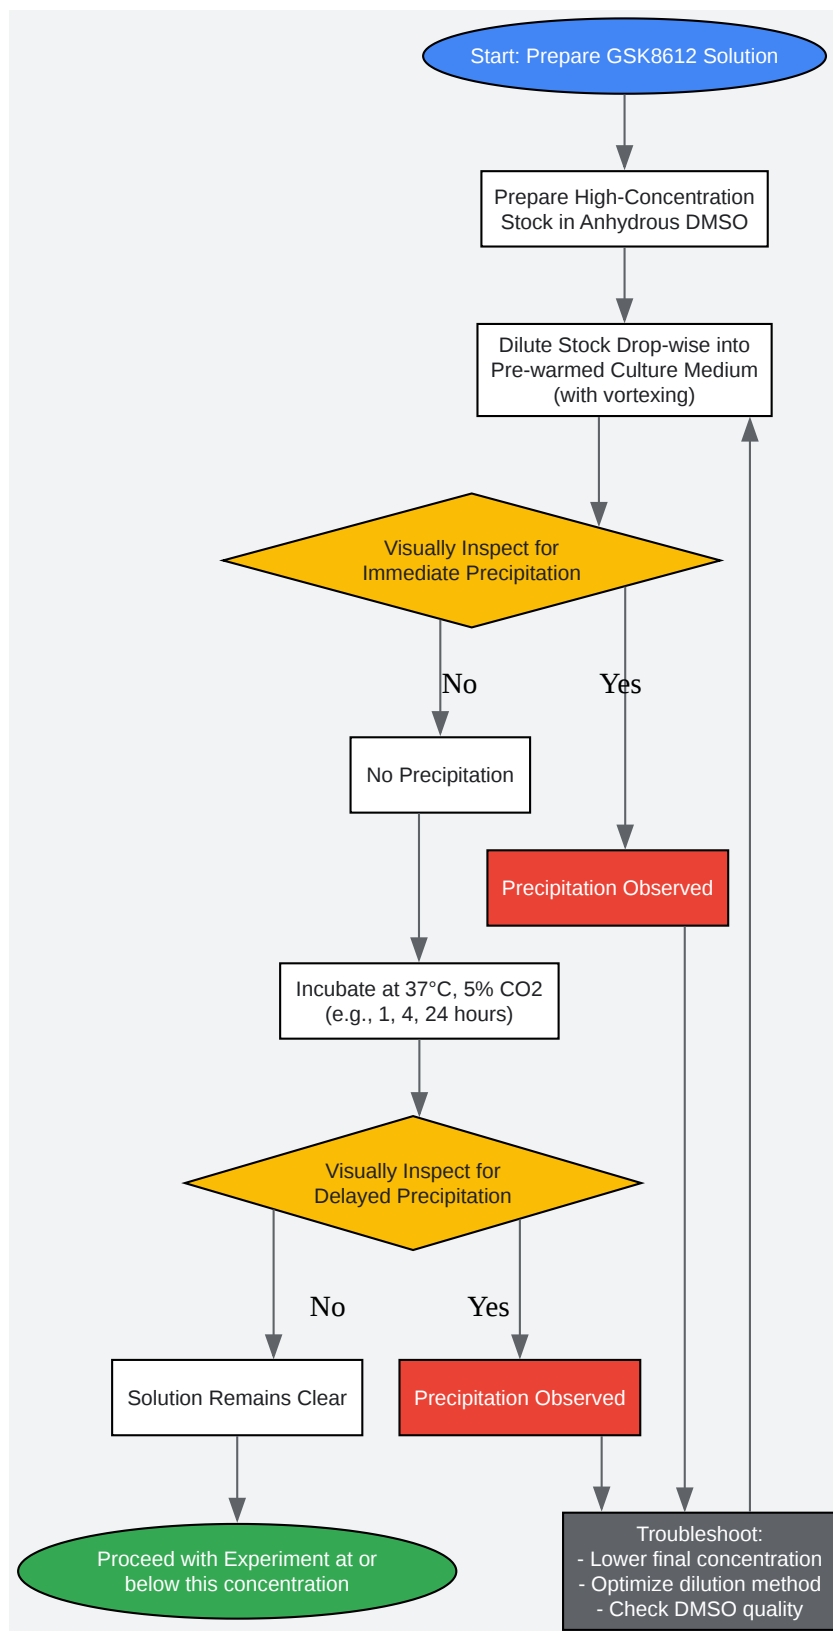 Start: Prepare GSK8612 Solution
Prepare High-Concentration
Stock in Anhydrous DMSO
Dilute Stock Drop-wise into
Pre-warmed Culture Medium
(with vortexing)
Visually Inspect for
Immediate Precipitation
No
Yes
No Precipitation
Precipitation Observed
Incubate at 37°C, 5% CO2
(e.g., 1, 4, 24 hours)
Visually Inspect for
Delayed Precipitation
No
Yes
Solution Remains Clear
Precipitation Observed
Proceed with Experiment at or
below this concentration
Troubleshoot:
- Lower final concentration
- Optimize dilution method
- Check DMSO quality